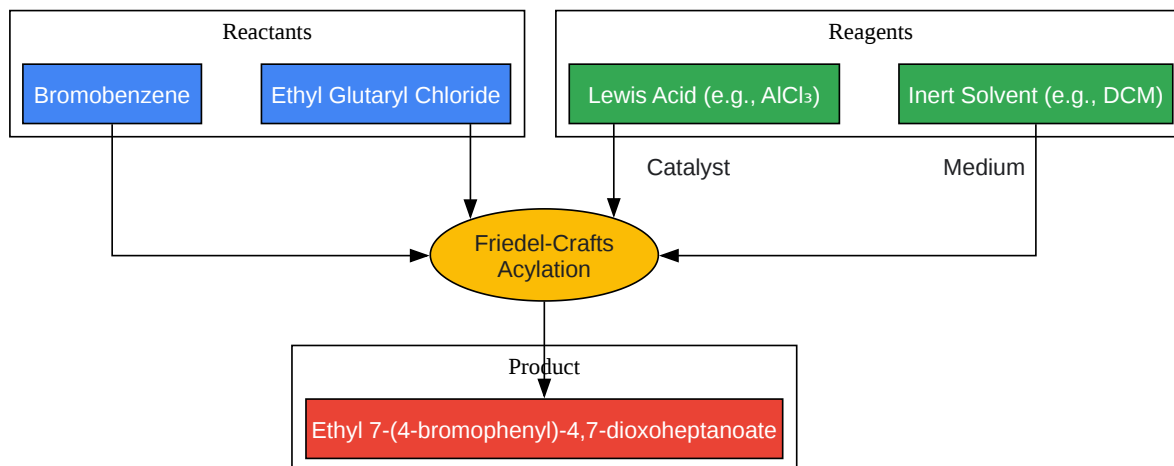 Reactants
Reagents
Bromobenzene
Ethyl Glutaryl Chloride
Lewis Acid (e.g., AlCl₃)
Inert Solvent (e.g., DCM)
Catalyst
Medium
Friedel-Crafts
Acylation
Product
Ethyl 7-(4-bromophenyl)-4,7-dioxoheptanoate